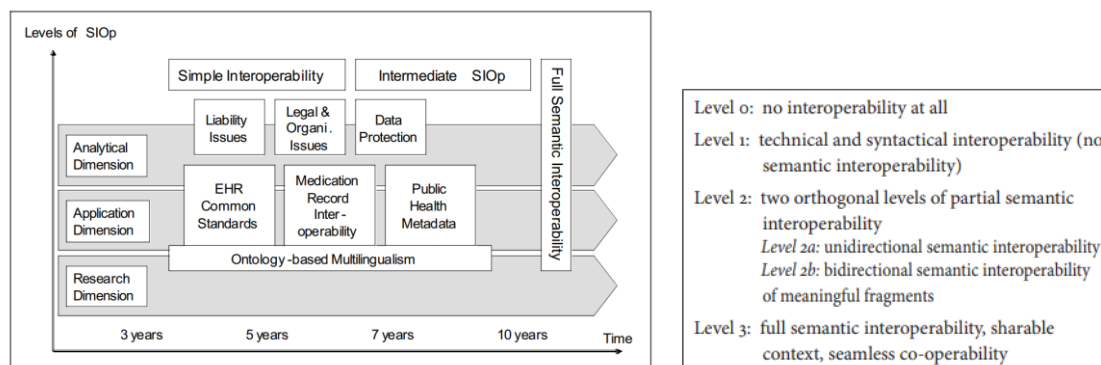 Levels of SIOp
Simple Interoperability
Intermediate SIOp
Full Semantic Interoperability
Liability
Issues
Legal &
Organi.
Issues
Data
Protection
Analytical
Dimension
EHR
Common
Standards
Medication
Record
Inter-
operability
Public
Health
Metadata
Application
Dimension
Ontology-based Multilingualism
Research
Dimension
3 years
5 years
7 years
10 years
Time
Level 0: no interoperability at all
Level 1: technical and syntactical interoperability (no
semantic interoperability)
Level 2: two orthogonal levels of partial semantic
interoperability
Level 2a: unidirectional semantic interoperability
Level 2b: bidirectional semantic interoperability
of meaningful fragments
Level 3: full semantic interoperability, sharable
context, seamless co-operability